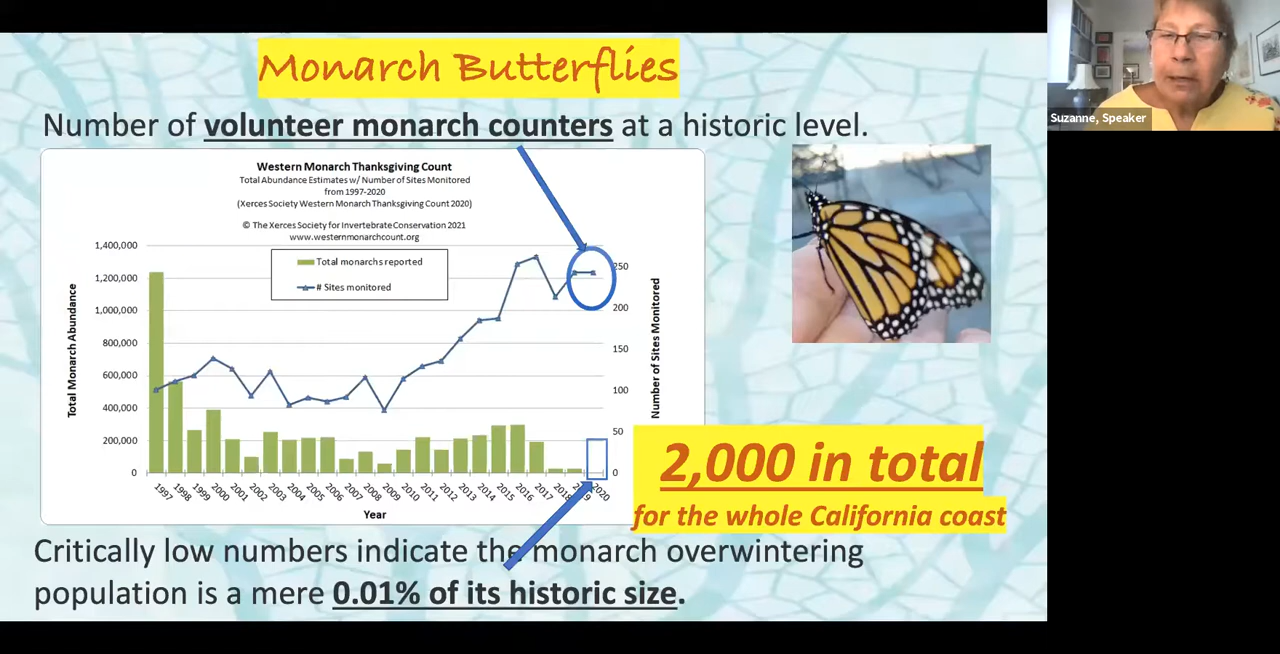 Monarch Butterflies
Suzanne, Speaker
Number of volunteer monarch counters at a historic level.
Western Monarch Thanksgiving Count
Total Abundance Estimates w/ Number of Sites Monitored
from 1997-2020
(Xerces Society Western Monarch Thanksgiving Count 2020)
© The Xerces Society for Invertebrate Conservation 2021
www.westernmonarchcount.org
Total monarchs reported
# Sites monitored
Total Monarch Abundance
1,400,000
1,200,000
1,000,000
800,000
600,000
400,000
200,000
0
Number of Sites Monitored
250
200
150
100
50
0
1997 1998 1999 2000 2001 2002 2003 2004 2005 2006 2007 2008 2009 2010 2011 2012 2013 2014 2015 2016 2017 2018 2019 2020
Year
2,000 in total
for the whole California coast
Critically low numbers indicate the monarch overwintering
population is a mere 0.01% of its historic size.